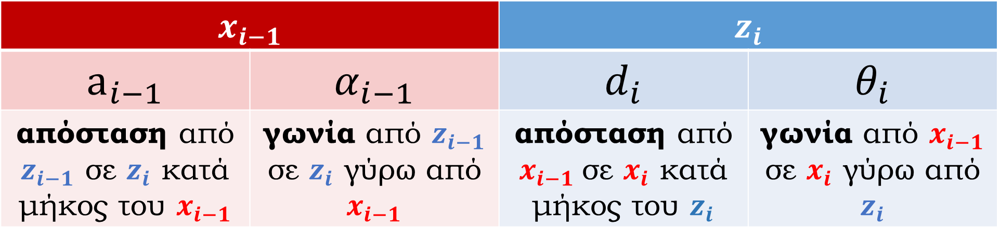 x_{i-1} z_i
a_{i-1} α_{i-1} d_i θ_i
απόσταση από
z_{i-1} σε z_i κατά
μήκος του x_{i-1}
γωνία από z_{i-1}
σε z_i γύρω από
x_{i-1}
απόσταση από
x_{i-1} σε x_i κατά
μήκος του z_i
γωνία από x_{i-1}
σε x_i γύρω από
z_i